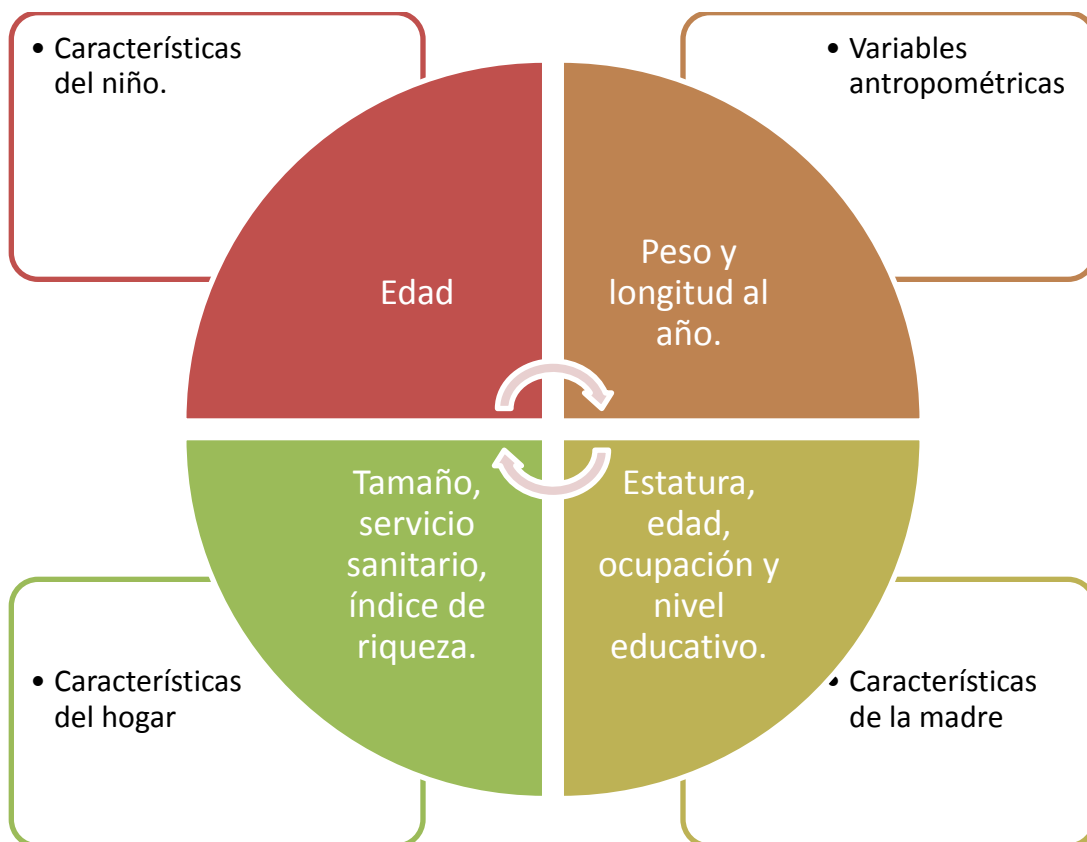 • Características
del niño.
• Variables
antropométricas
Edad
Peso y
longitud al
año.
Tamaño,
servicio
sanitario,
índice de
riqueza.
Estatura,
edad,
ocupación y
nivel
educativo.
• Características
del hogar
• Características
de la madre